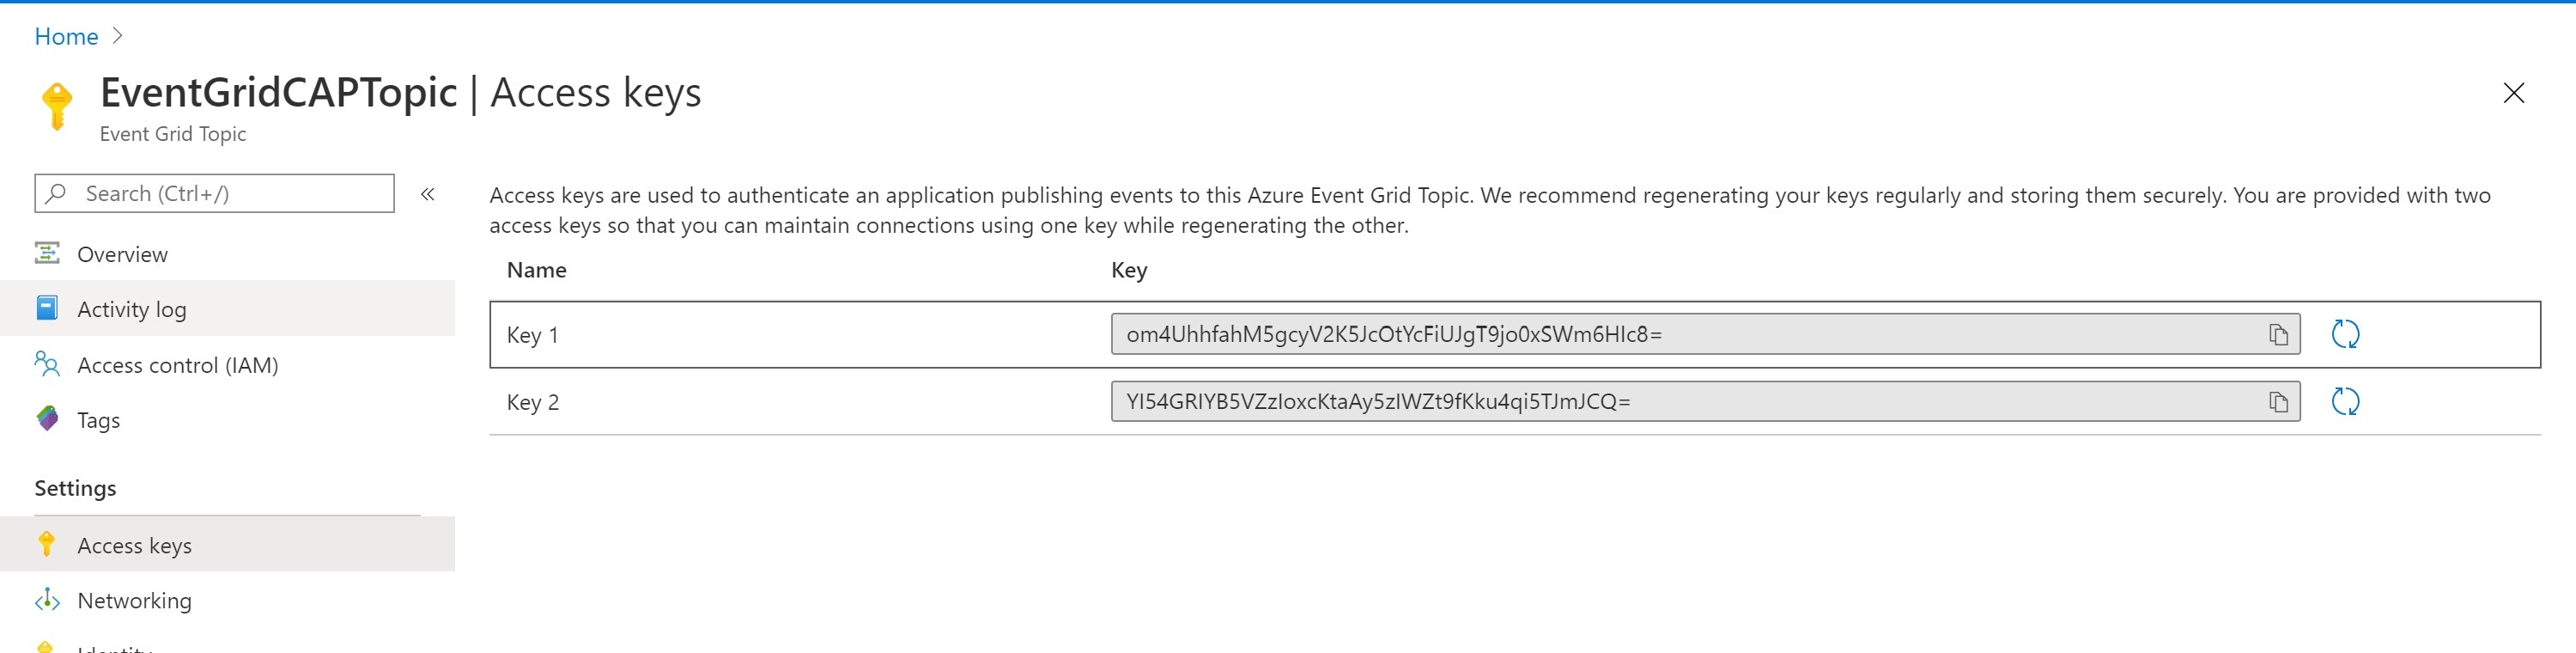 Home >
EventGridCAPTopic | Access keys
Event Grid Topic
Search (Ctrl+/)
«
Access keys are used to authenticate an application publishing events to this Azure Event Grid Topic. We recommend regenerating your keys regularly and storing them securely. You are provided with two
access keys so that you can maintain connections using one key while regenerating the other.
Overview
Activity log
Access control (IAM)
Tags
Settings
Access keys
Networking
Identity
Name Key
Key 1 om4UhhfahM5gcyV2K5JcOtYcFiUJgT9jo0xSWm6HIc8=
Key 2 YI54GRIYB5VZzIoxcKtaAy5zIWZt9fKku4qi5TJmJCQ=